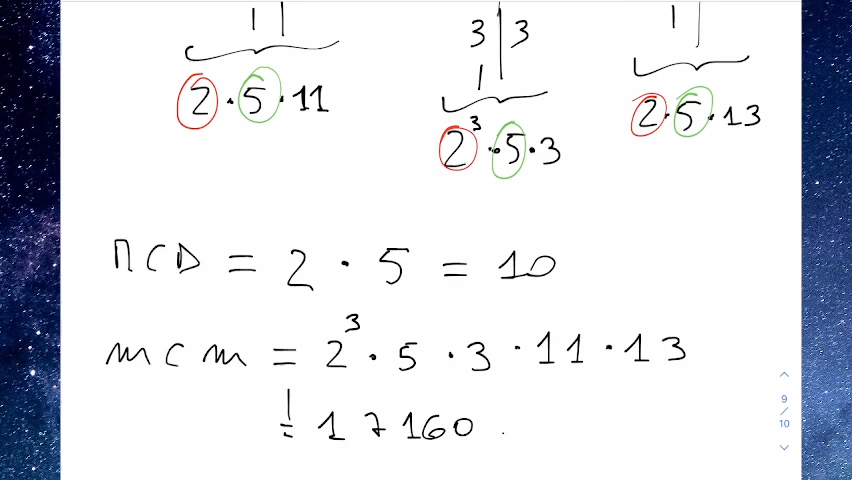 1
3 3
1
1
2 · 5 · 11
2³ · 5 · 3
2 · 5 · 13
MCD = 2 · 5 = 10
mcm = 2³ · 5 · 3 · 11 · 13
= 17160
9
/
10